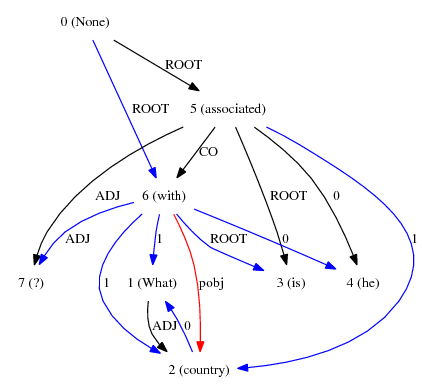 0 (None)
ROOT
ROOT
5 (associated)
CO
ADJ
6 (with)
ROOT
0
ADJ
1
1
ROOT
0
1
7 (?)
1 (What)
pobj
3 (is)
4 (he)
ADJ
0
2 (country)